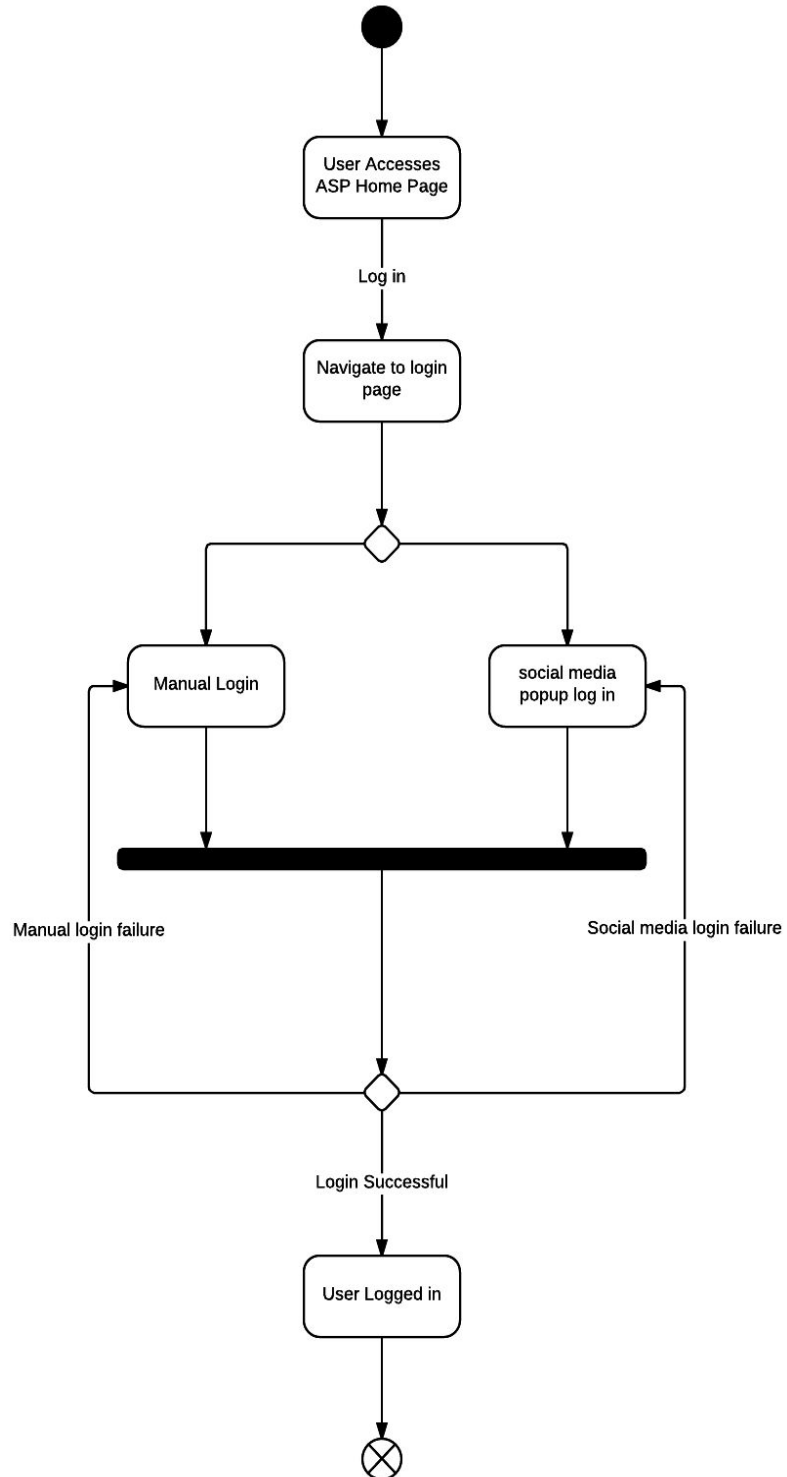 User Accesses
ASP Home Page
Log in
Navigate to login
page
Manual Login
social media
popup log in
Manual login failure
Social media login failure
Login Successful
User Logged in